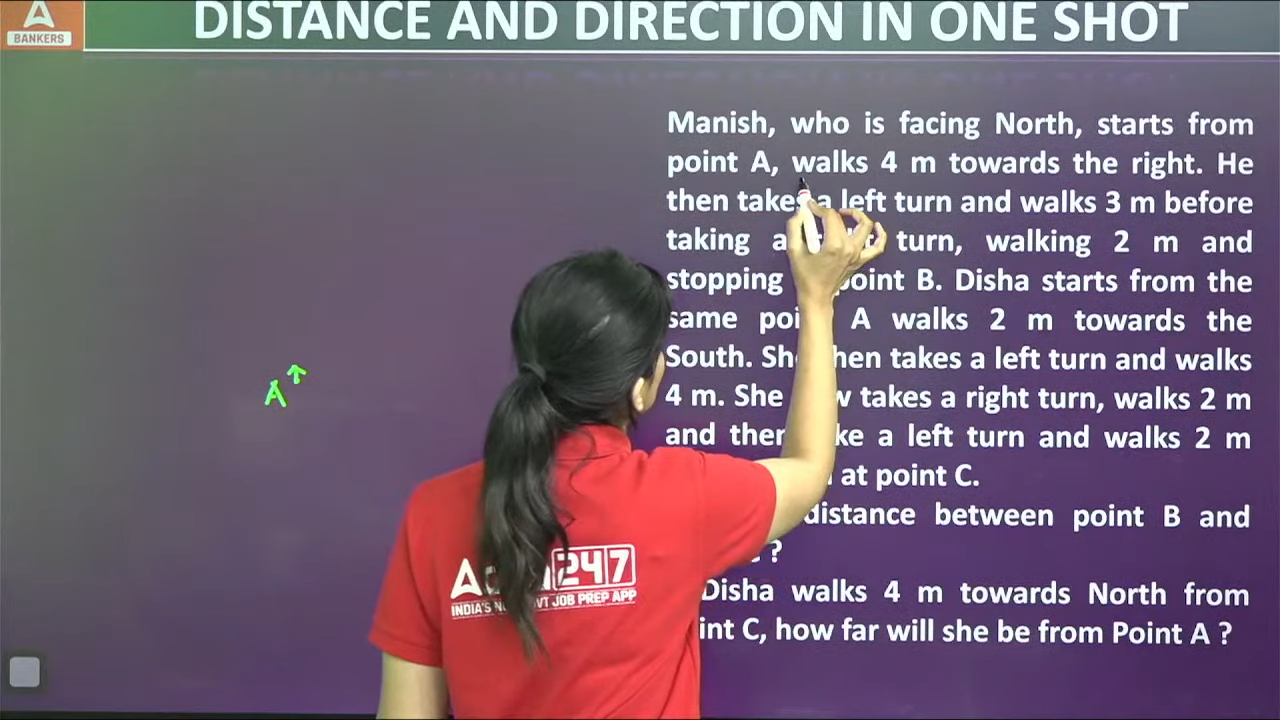 DISTANCE AND DIRECTION IN ONE SHOT
BANKERS
Manish, who is facing North, starts from
point A, walks 4 m towards the right. He
then takes a left turn and walks 3 m before
taking a turn, walking 2 m and
stopping point B. Disha starts from the
same A walks 2 m towards the
South. She then takes a left turn and walks
4 m. She takes a right turn, walks 2 m
and a left turn and walks 2 m
at point C.
distance between point B and
?
Disha walks 4 m towards North from
C, how far will she be from Point A ?
A
247
INDIA'S JOB PREP APP